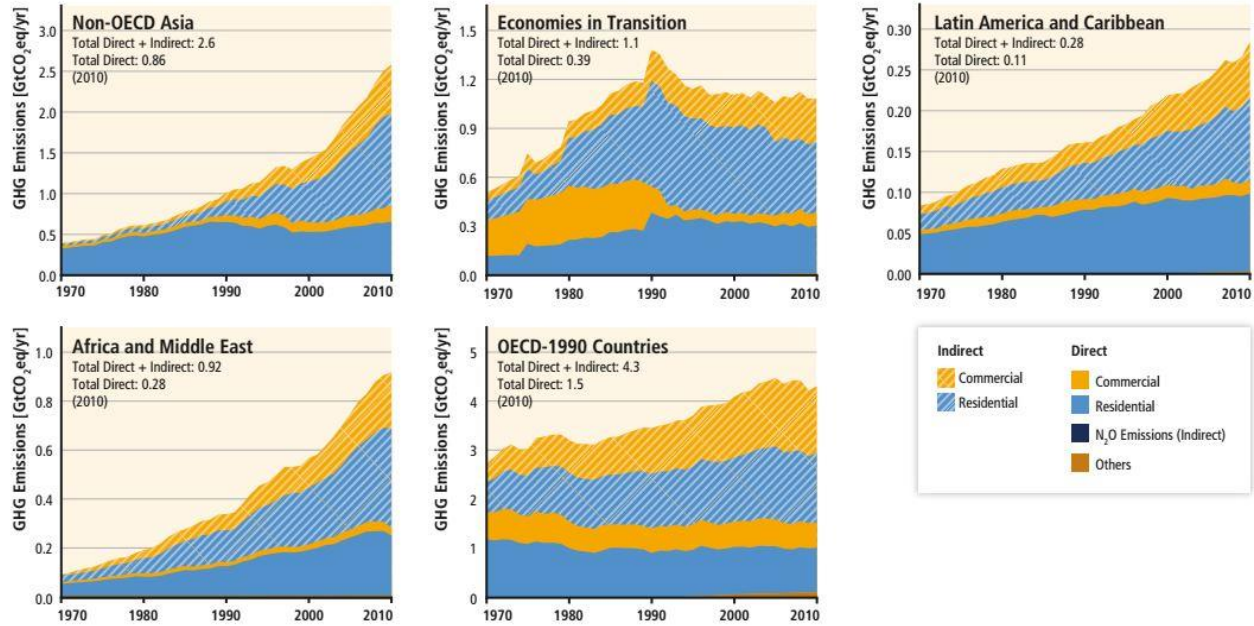 Non-OECD Asia
Total Direct + Indirect: 2.6
Total Direct: 0.86
(2010)
GHG Emissions [GtCO2eq/yr]
3.0
2.5
2.0
1.5
1.0
0.5
0.0
1970 1980 1990 2000 2010
Economies in Transition
Total Direct + Indirect: 1.1
Total Direct: 0.39
(2010)
GHG Emissions [GtCO2eq/yr]
1.5
1.2
0.9
0.6
0.3
0.0
1970 1980 1990 2000 2010
Latin America and Caribbean
Total Direct + Indirect: 0.28
Total Direct: 0.11
(2010)
GHG Emissions [GtCO2eq/yr]
0.30
0.25
0.20
0.15
0.10
0.05
0.00
1970 1980 1990 2000 2010
Africa and Middle East
Total Direct + Indirect: 0.92
Total Direct: 0.28
(2010)
GHG Emissions [GtCO2eq/yr]
1.0
0.8
0.6
0.4
0.2
0.0
1970 1980 1990 2000 2010
OECD-1990 Countries
Total Direct + Indirect: 4.3
Total Direct: 1.5
(2010)
GHG Emissions [GtCO2eq/yr]
5
4
3
2
1
0
1970 1980 1990 2000 2010
Indirect
Commercial
Residential
Direct
Commercial
Residential
N2O Emissions (Indirect)
Others